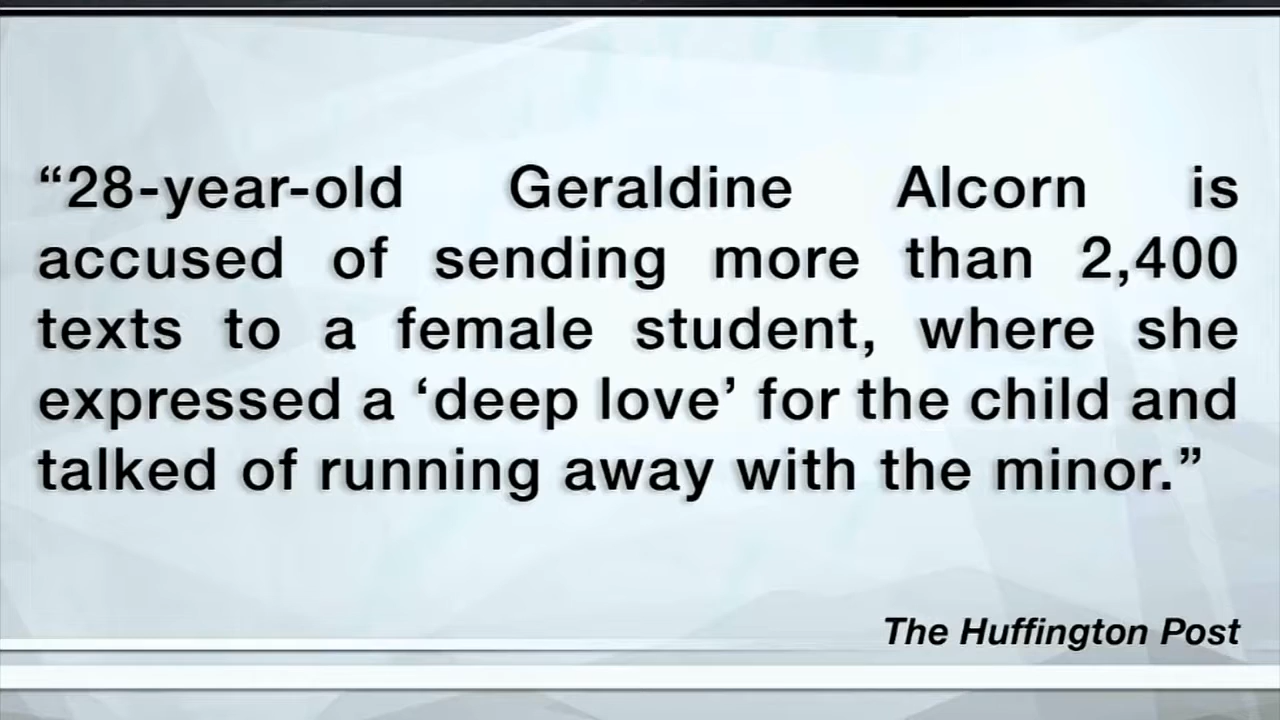 “28-year-old Geraldine Alcorn is
accused of sending more than 2,400
texts to a female student, where she
expressed a ‘deep love’ for the child and
talked of running away with the minor.”
The Huffington Post